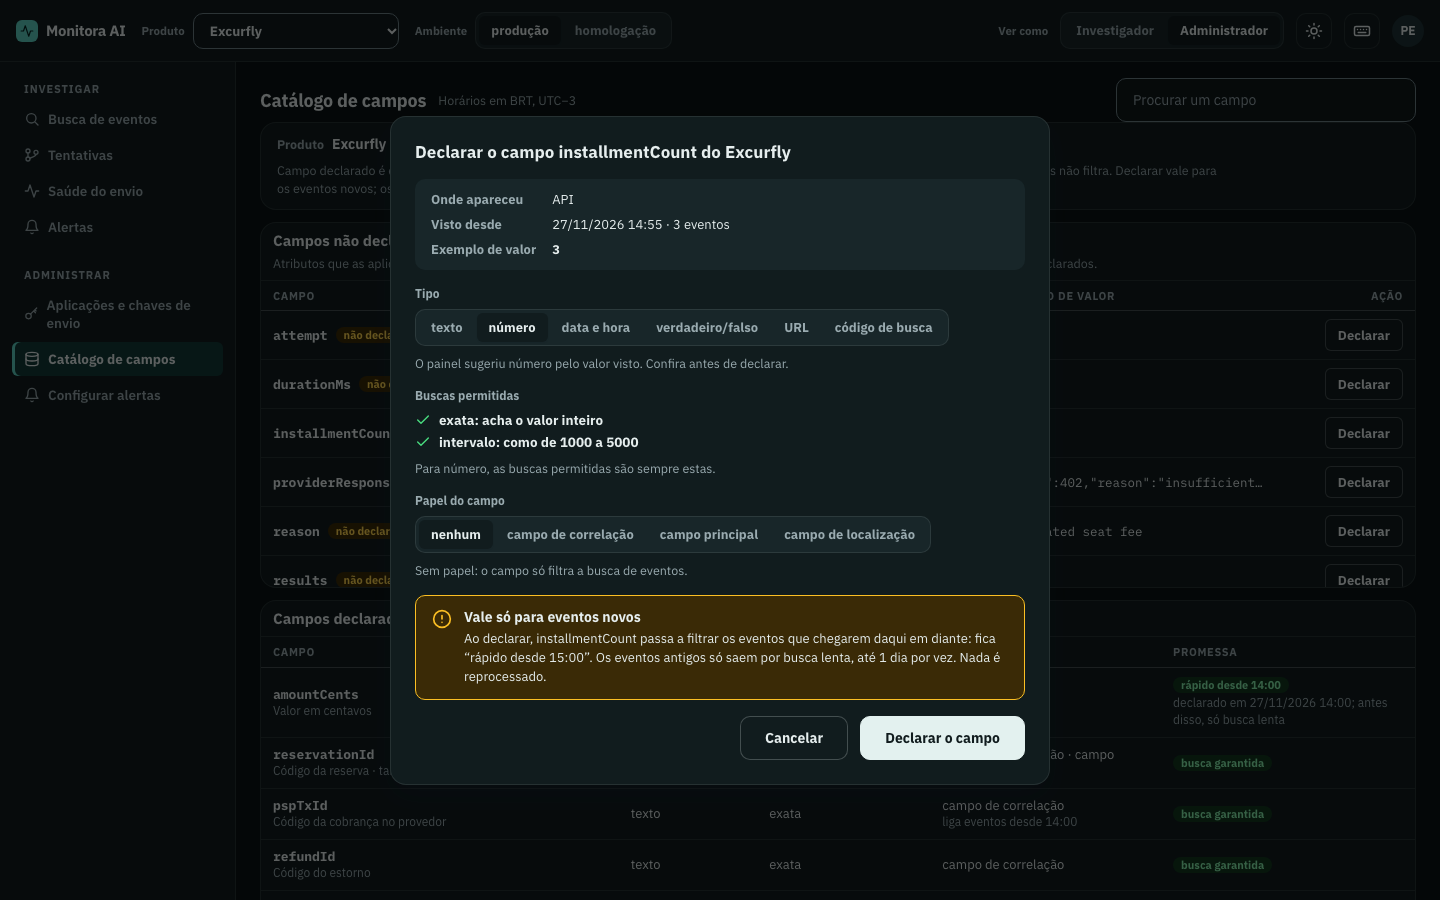 Monitora AI
Produto
Excurfly
Ambiente
produção
homologação
Ver como
Investigador
Administrador
PE
INVESTIGAR
Busca de eventos
Tentativas
Saúde do envio
Alertas
ADMINISTRAR
Aplicações e chaves de
envio
Catálogo de campos
Configurar alertas
Catálogo de campos
Horários em BRT, UTC−3
Procurar um campo
Produto Excurfly
Campo declarado é
s não filtra. Declarar vale para
os eventos novos; os
Campos não decl
Atributos que as apli
clarados.
CAMPO
DE VALOR
AÇÃO
attempt
não decla
Declarar
durationMs
não
Declarar
installmentCoun
Declarar
providerRespons
":402,"reason":"insufficient…
Declarar
reason
não declar
ated seat fee
Declarar
results
não decla
Declarar
Declarar o campo installmentCount do Excurfly
Onde apareceu
API
Visto desde
27/11/2026 14:55 · 3 eventos
Exemplo de valor
3
Tipo
texto
número
data e hora
verdadeiro/falso
URL
código de busca
O painel sugeriu número pelo valor visto. Confira antes de declarar.
Buscas permitidas
exata: acha o valor inteiro
intervalo: como de 1000 a 5000
Para número, as buscas permitidas são sempre estas.
Papel do campo
nenhum
campo de correlação
campo principal
campo de localização
Sem papel: o campo só filtra a busca de eventos.
Vale só para eventos novos
Ao declarar, installmentCount passa a filtrar os eventos que chegarem daqui em diante: fica
“rápido desde 15:00”. Os eventos antigos só saem por busca lenta, até 1 dia por vez. Nada é
reprocessado.
Cancelar
Declarar o campo
Campos declarad
CAMPO
PROMESSA
amountCents
Valor em centavos
rápido desde 14:00
declarado em 27/11/2026 14:00; antes
disso, só busca lenta
reservationId
Código da reserva · ta
ão · campo
busca garantida
pspTxId
Código da cobrança no provedor
texto
exata
campo de correlação
liga eventos desde 14:00
busca garantida
refundId
Código do estorno
texto
exata
campo de correlação
busca garantida